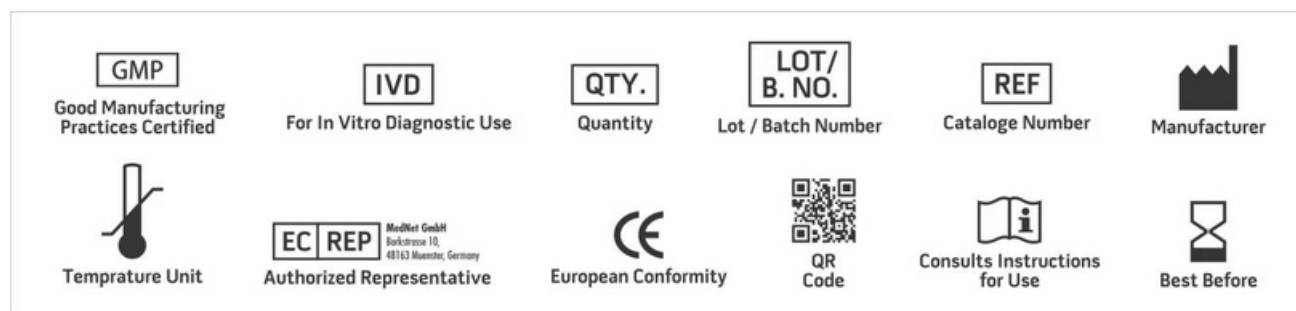 GMP
Good Manufacturing
Practices Certified
IVD
For In Vitro Diagnostic Use
QTY.
Quantity
LOT/
B. NO.
Lot / Batch Number
REF
Cataloge Number
Manufacturer
Temprature Unit
EC REP
MedNet GmbH
Borkstrasse 10,
48163 Muenster, Germany
Authorized Representative
CE
European Conformity
QR
Code
i
Consults Instructions
for Use
Best Before